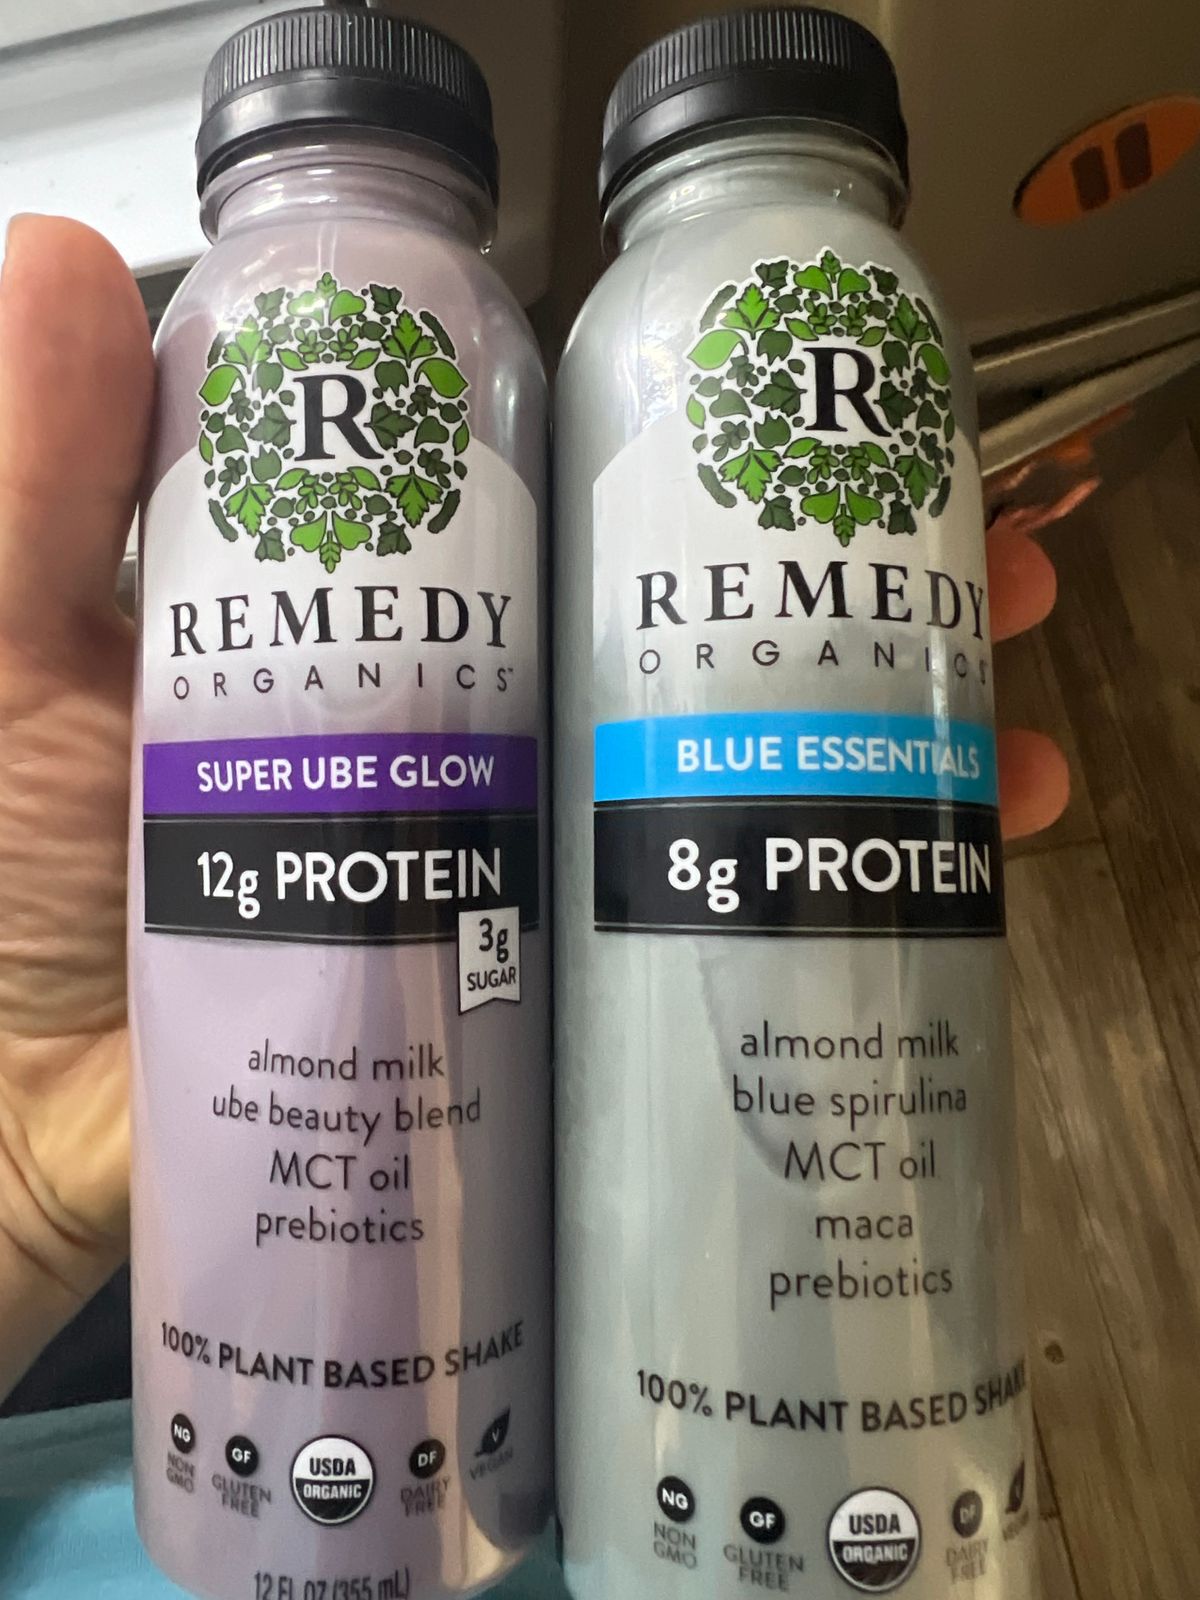 R
REMEDY
ORGANICS™
SUPER UBE GLOW
12g PROTEIN
3g
SUGAR
almond milk
ube beauty blend
MCT oil
prebiotics
100% PLANT BASED SHAKE
NG
NON
GMO
GF
GLUTEN
FREE
USDA
ORGANIC
DF
DAIRY
FREE
V
VEGAN
12 FL OZ (355 mL)
R
REMEDY
ORGANICS
BLUE ESSENTIALS
8g PROTEIN
almond milk
blue spirulina
MCT oil
maca
prebiotics
100% PLANT BASED SHAKE
NG
NON
GMO
GF
GLUTEN
FREE
USDA
ORGANIC
DF
DAIRY
FREE
V
VEGAN